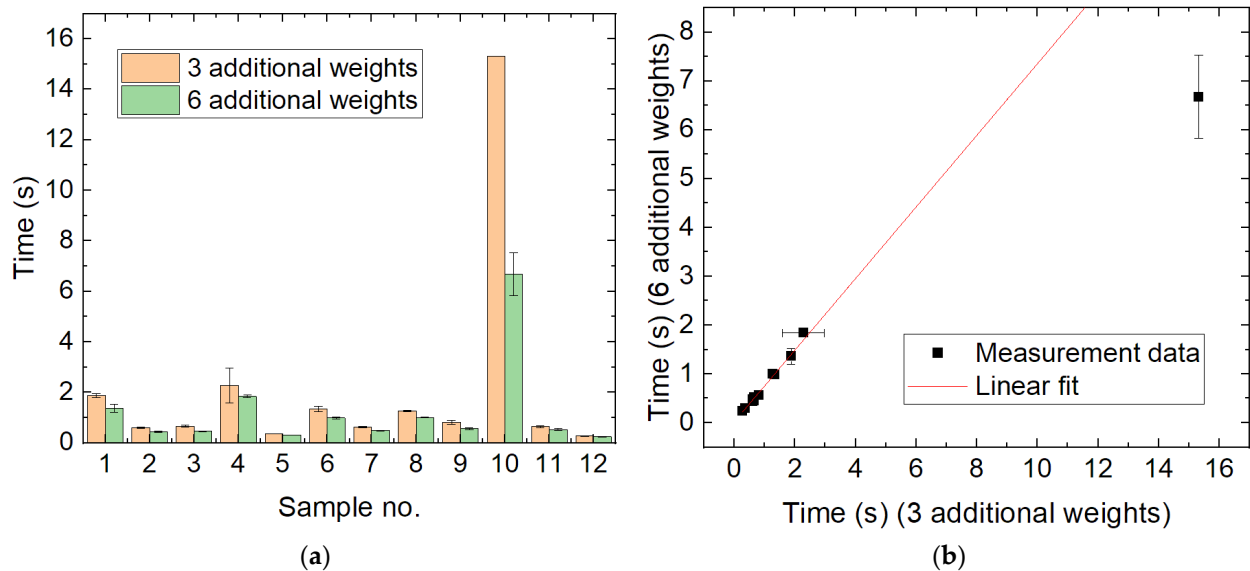 16
14
12
10
8
6
4
2
0
Time (s)
3 additional weights
6 additional weights
1 2 3 4 5 6 7 8 9 10 11 12
Sample no.
(a)
8
7
6
5
4
3
2
1
0
Time (s) (6 additional weights)
Measurement data
Linear fit
0 2 4 6 8 10 12 14 16
Time (s) (3 additional weights)
(b)